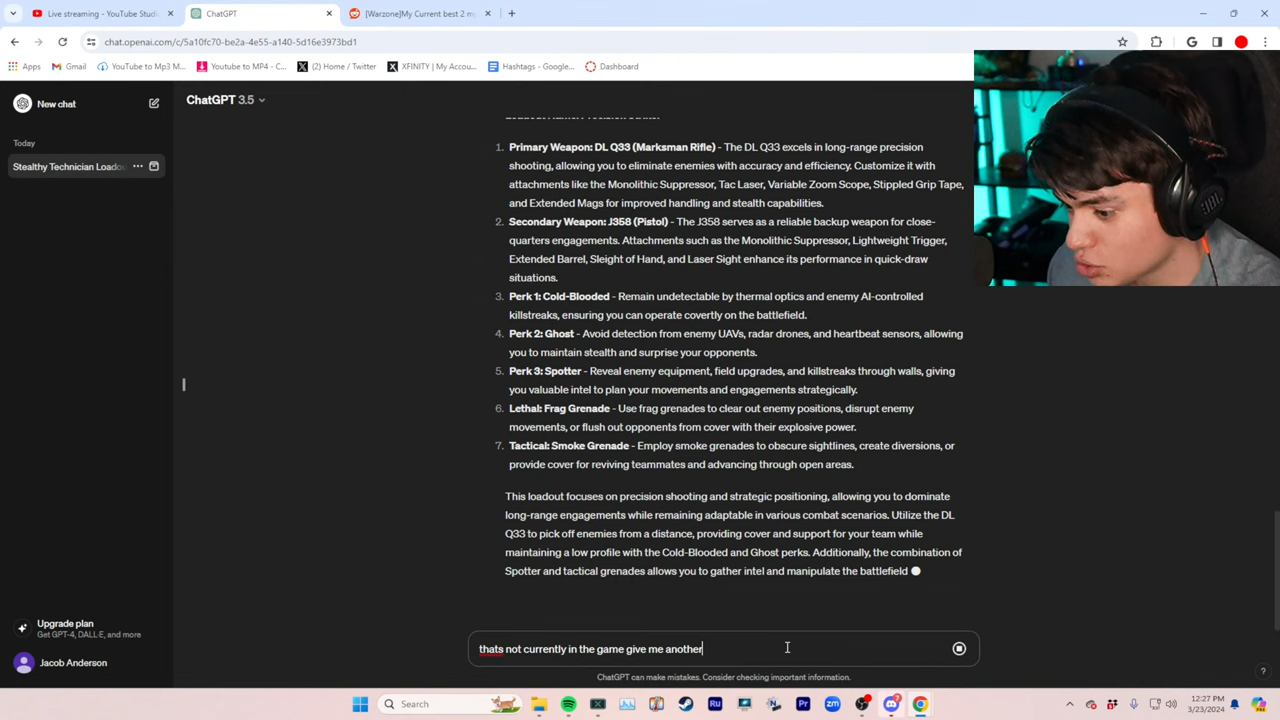 Live streaming - YouTube Studi
ChatGPT
[Warzone]My Current best 2 m
chat.openai.com/c/5a10fc70-be2a-4e55-a140-5d16e3973bd1
Apps
Gmail
YouTube to Mp3 M...
Youtube to MP4 - C...
(2) Home / Twitter
XFINITY | My Accou...
Hashtags - Google...
Dashboard
New chat
ChatGPT 3.5
Today
Stealthy Technician Loadou
1. Primary Weapon: DL Q33 (Marksman Rifle) - The DL Q33 excels in long-range precision
shooting, allowing you to eliminate enemies with accuracy and efficiency. Customize it with
attachments like the Monolithic Suppressor, Tac Laser, Variable Zoom Scope, Stippled Grip Tape,
and Extended Mags for improved handling and stealth capabilities.
2. Secondary Weapon: J358 (Pistol) - The J358 serves as a reliable backup weapon for close-
quarters engagements. Attachments such as the Monolithic Suppressor, Lightweight Trigger,
Extended Barrel, Sleight of Hand, and Laser Sight enhance its performance in quick-draw
situations.
3. Perk 1: Cold-Blooded - Remain undetectable by thermal optics and enemy AI-controlled
killstreaks, ensuring you can operate covertly on the battlefield.
4. Perk 2: Ghost - Avoid detection from enemy UAVs, radar drones, and heartbeat sensors, allowing
you to maintain stealth and surprise your opponents.
5. Perk 3: Spotter - Reveal enemy equipment, field upgrades, and killstreaks through walls, giving
you valuable intel to plan your movements and engagements strategically.
6. Lethal: Frag Grenade - Use frag grenades to clear out enemy positions, disrupt enemy
movements, or flush out opponents from cover with their explosive power.
7. Tactical: Smoke Grenade - Employ smoke grenades to obscure sightlines, create diversions, or
provide cover for reviving teammates and advancing through open areas.
This loadout focuses on precision shooting and strategic positioning, allowing you to dominate
long-range engagements while remaining adaptable in various combat scenarios. Utilize the DL
Q33 to pick off enemies from a distance, providing cover and support for your team while
maintaining a low profile with the Cold-Blooded and Ghost perks. Additionally, the combination of
Spotter and tactical grenades allows you to gather intel and manipulate the battlefield
Upgrade plan
Get GPT-4, DALL·E, and more
Jacob Anderson
thats not currently in the game give me another
ChatGPT can make mistakes. Consider checking important information.
JBL
Search
Ru
Pr
zm
12:27 PM
3/23/2024